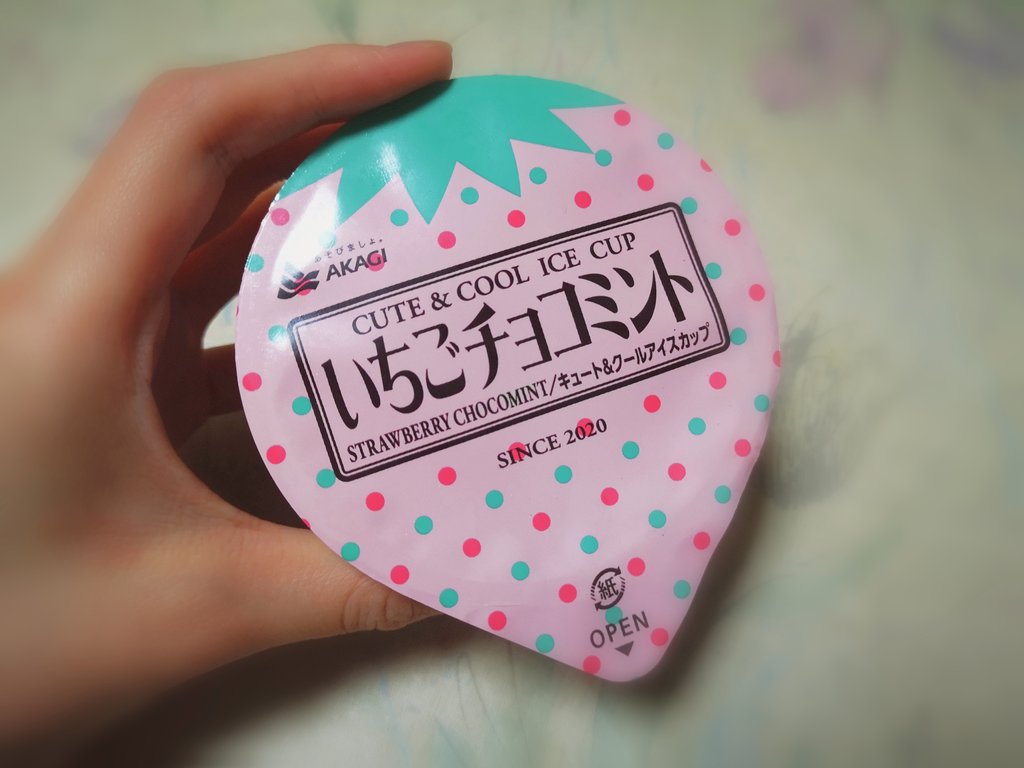 あそびましょ。
AKAGI
CUTE & COOL ICE CUP
いちごチョコミント
STRAWBERRY CHOCOMINT/キュート&クールアイスカップ
SINCE 2020
紙
OPEN